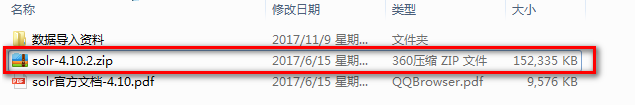 名称 修改日期 类型 大小
数据导入资料 2017/11/9 星期... 文件夹
solr-4.10.2.zip 2017/6/15 星期... 360压缩 ZIP 文件 152,335 KB
solr官方文档-4.10.pdf 2017/6/15 星期... QQBrowser.pdf 9,576 KB